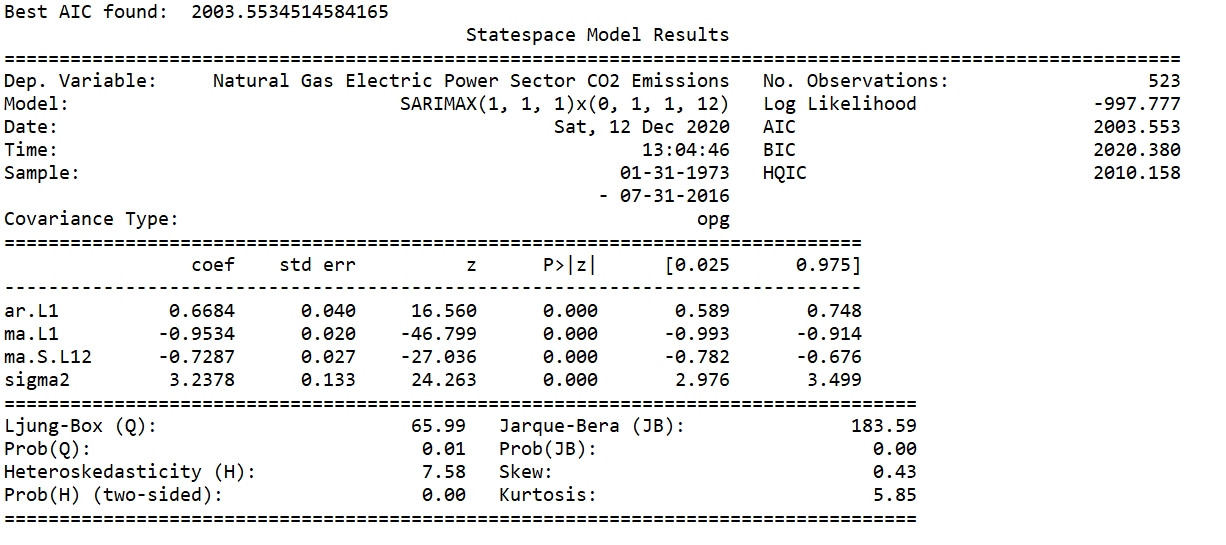 Best AIC found:  2003.5534514584165
                                          Statespace Model Results
===========================================================================================================
Dep. Variable:     Natural Gas Electric Power Sector CO2 Emissions   No. Observations:                  523
Model:                              SARIMAX(1, 1, 1)x(0, 1, 1, 12)   Log Likelihood                -997.777
Date:                                             Sat, 12 Dec 2020   AIC                           2003.553
Time:                                                     13:04:46   BIC                           2020.380
Sample:                                                 01-31-1973   HQIC                          2010.158
                                                      - 07-31-2016
Covariance Type:                                               opg
==============================================================================
                 coef    std err          z      P>|z|      [0.025      0.975]
------------------------------------------------------------------------------
ar.L1          0.6684      0.040     16.560      0.000       0.589       0.748
ma.L1         -0.9534      0.020    -46.799      0.000      -0.993      -0.914
ma.S.L12      -0.7287      0.027    -27.036      0.000      -0.782      -0.676
sigma2         3.2378      0.133     24.263      0.000       2.976       3.499
===================================================================================
Ljung-Box (Q):                       65.99   Jarque-Bera (JB):               183.59
Prob(Q):                              0.01   Prob(JB):                         0.00
Heteroskedasticity (H):               7.58   Skew:                             0.43
Prob(H) (two-sided):                  0.00   Kurtosis:                         5.85
===================================================================================